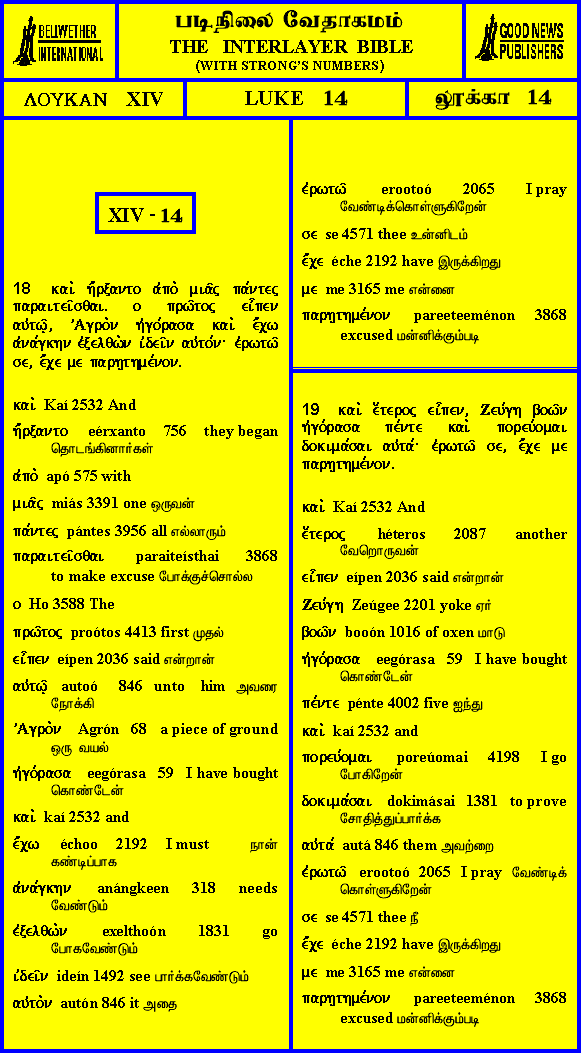 BELLWETHER
INTERNATIONAL
படிநிலை வேதாகமம்
THE INTERLAYER BIBLE
(WITH STRONG'S NUMBERS)
GOOD NEWS
PUBLISHERS
ΛΟΥΚΑΝ XIV
LUKE 14
லூக்கா 14
XIV - 14
18 καὶ ἤρξαντο ἀπὸ μιᾶς πάντες
παραιτεῖσθαι. ο πρῶτος εἶπεν
αὐτῷ, Ἀγρὸν ἠγόρασα καὶ ἔχω
ἀνάγκην ἐξελθὼν ἰδεῖν αὐτόν· ἐρωτῶ
σε, ἔχε με παρῃτημένον.
καὶ Kaí 2532 And
ἤρξαντο eérxanto 756 they began
தொடங்கினார்கள்
ἀπὸ apó 575 with
μιᾶς miás 3391 one ஒருவன்
πάντες pántes 3956 all எல்லாரும்
παραιτεῖσθαι paraiteísthai 3868
to make excuse போக்குச்சொல்ல
ο Ho 3588 The
πρῶτος proótos 4413 first முதல்
εἶπεν eípen 2036 said என்றான்
αὐτῷ autoó 846 unto him அவரை
நோக்கி
Ἀγρὸν Agrón 68 a piece of ground
ஒரு வயல்
ἠγόρασα eegórasa 59 I have bought
கொண்டேன்
καὶ kaí 2532 and
ἔχω échoo 2192 I must நான்
கண்டிப்பாக
ἀνάγκην anángkeen 318 needs
வேண்டும்
ἐξελθὼν exelthoón 1831 go
போகவேண்டும்
ἰδεῖν ideín 1492 see பார்க்கவேண்டும்
αὐτὸν autón 846 it அதை
ἐρωτῶ erootoó 2065 I pray
வேண்டிக்கொள்ளுகிறேன்
σε se 4571 thee உன்னிடம்
ἔχε éche 2192 have இருக்கிறது
με me 3165 me என்னை
παρῃτημένον pareeteeménon 3868
excused மன்னிக்கும்படி
19 καὶ ἕτερος εἶπεν, Ζεύγη βοῶν
ἠγόρασα πέντε καὶ πορεύομαι
δοκιμάσαι αὐτά· ἐρωτῶ σε, ἔχε με
παρῃτημένον.
καὶ Kaí 2532 And
ἕτερος héteros 2087 another
வேறொருவன்
εἶπεν eípen 2036 said என்றான்
Ζεύγη Zeúgee 2201 yoke ஏர்
βοῶν booón 1016 of oxen மாடு
ἠγόρασα eegórasa 59 I have bought
கொண்டேன்
πέντε pénte 4002 five ஐந்து
καὶ kaí 2532 and
πορεύομαι poreúomai 4198 I go
போகிறேன்
δοκιμάσαι dokimásai 1381 to prove
சோதித்துப்பார்க்க
αὐτά autá 846 them அவற்றை
ἐρωτῶ erootoó 2065 I pray வேண்டிக்
கொள்ளுகிறேன்
σε se 4571 thee நீ
ἔχε éche 2192 have இருக்கிறது
με me 3165 me என்னை
παρῃτημένον pareeteeménon 3868
excused மன்னிக்கும்படி